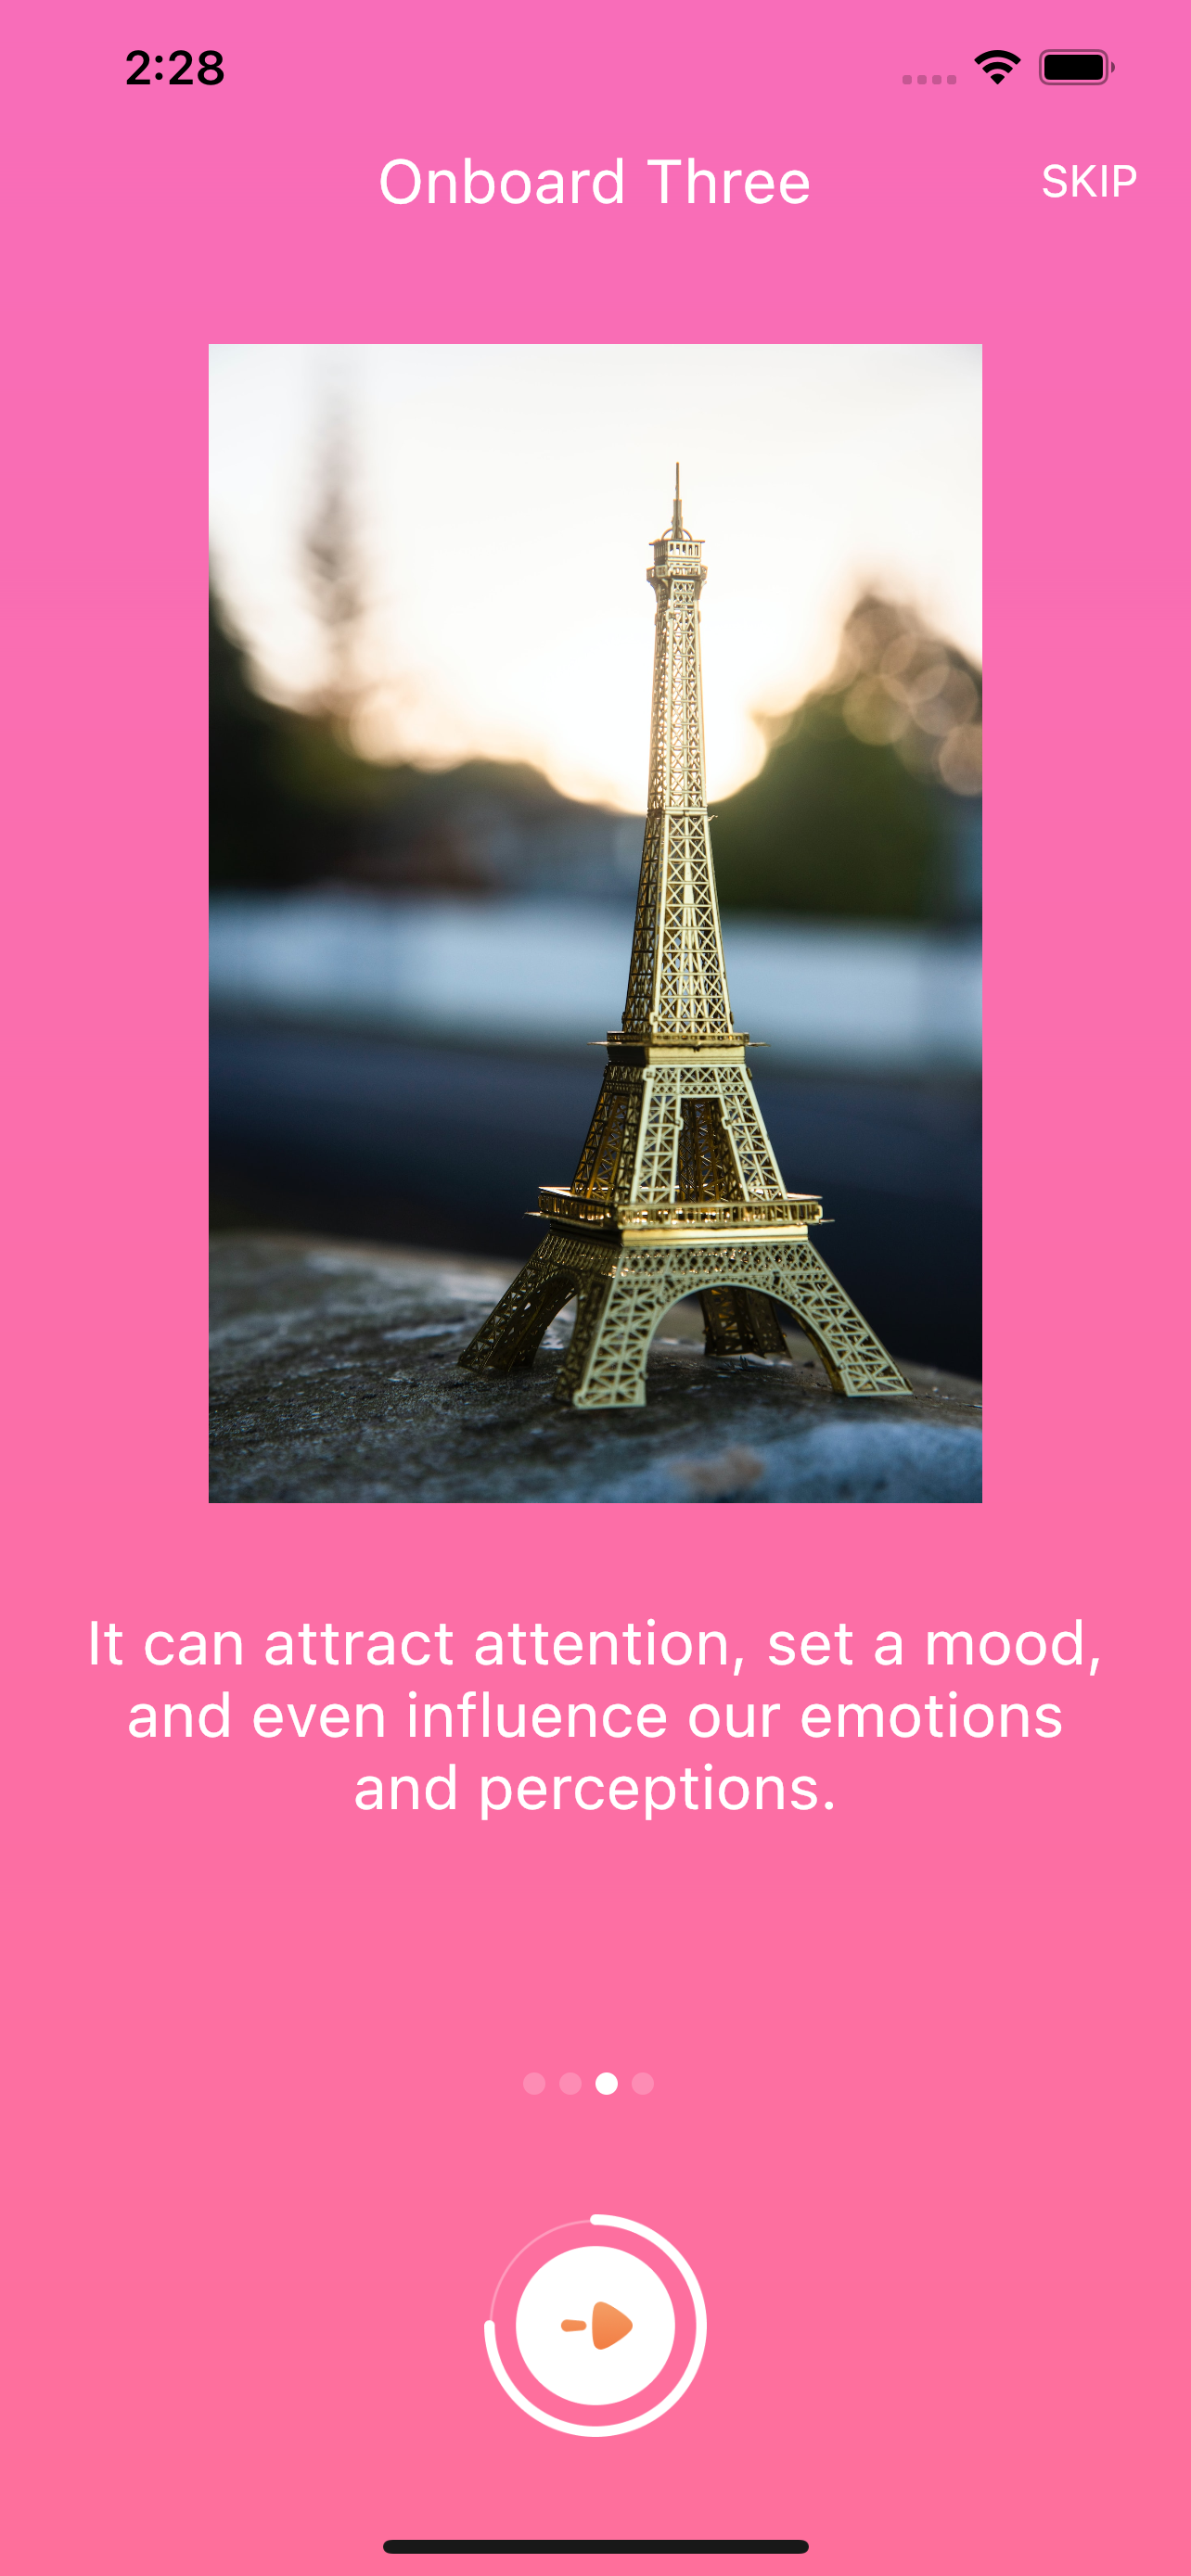 2:28
Onboard Three
SKIP
It can attract attention, set a mood,
and even influence our emotions
and perceptions.